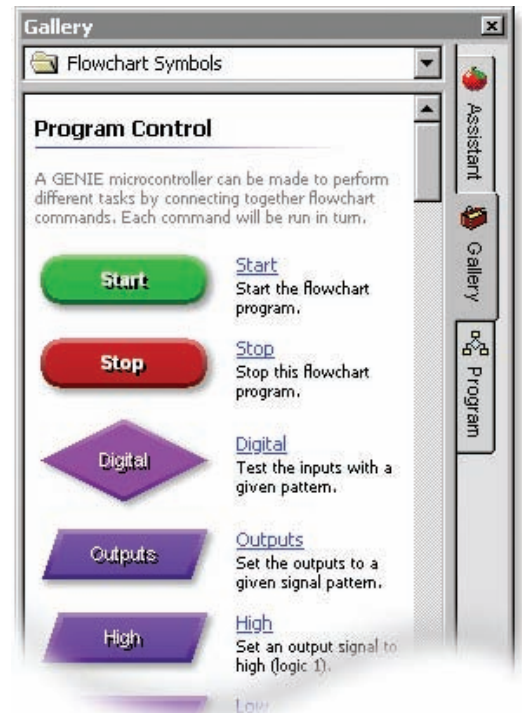 Gallery
Flowchart Symbols
Program Control
A GENIE microcontroller can be made to perform
different tasks by connecting together flowchart
commands. Each command will be run in turn.
Start
Start
Start the flowchart
program.
Stop
Stop
Stop this flowchart
program.
Digital
Digital
Test the inputs with a
given pattern.
Outputs
Outputs
Set the outputs to a
given signal pattern.
High
High
Set an output signal to
high (logic 1).
Low
Assistant
Gallery
Program